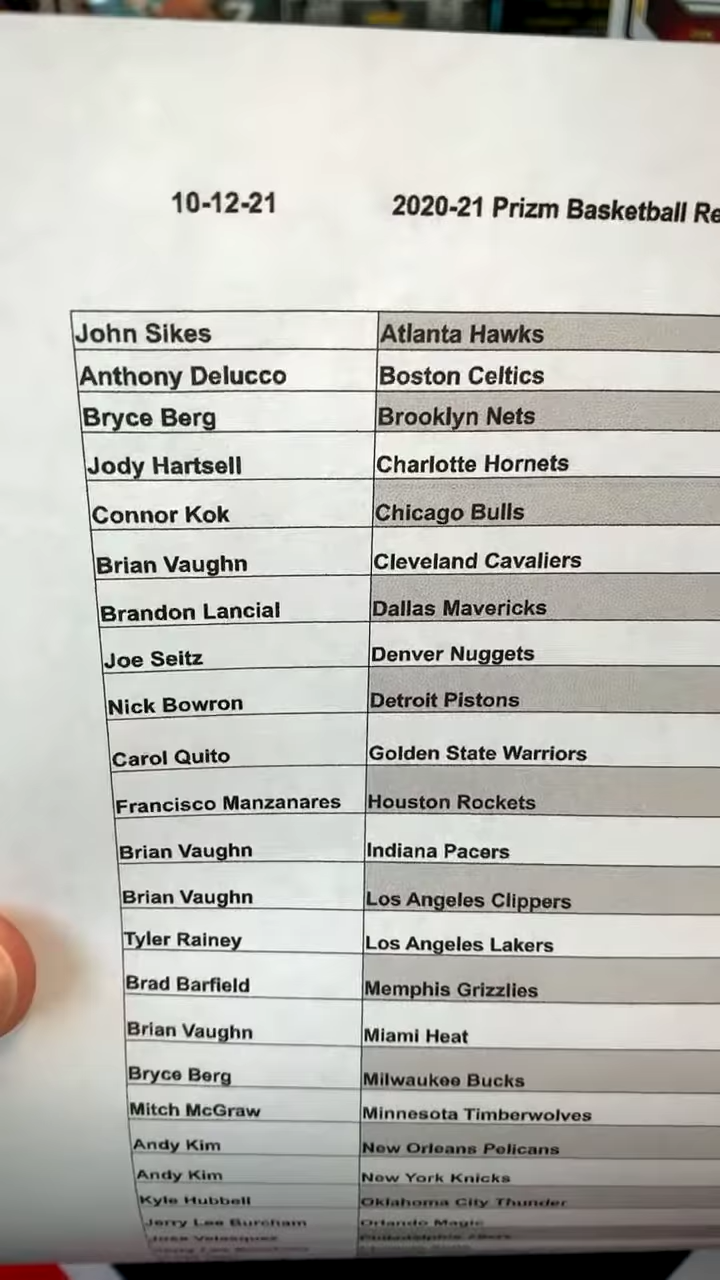 10-12-21 2020-21 Prizm Basketball Re
John Sikes Atlanta Hawks
Anthony Delucco Boston Celtics
Bryce Berg Brooklyn Nets
Jody Hartsell Charlotte Hornets
Connor Kok Chicago Bulls
Brian Vaughn Cleveland Cavaliers
Brandon Lancial Dallas Mavericks
Joe Seitz Denver Nuggets
Nick Bowron Detroit Pistons
Carol Quito Golden State Warriors
Francisco Manzanares Houston Rockets
Brian Vaughn Indiana Pacers
Brian Vaughn Los Angeles Clippers
Tyler Rainey Los Angeles Lakers
Brad Barfield Memphis Grizzlies
Brian Vaughn Miami Heat
Bryce Berg Milwaukee Bucks
Mitch McGraw Minnesota Timberwolves
Andy Kim New Orleans Pelicans
Andy Kim New York Knicks
Kyle Hubbell Oklahoma City Thunder
Jerry Lee Burcham Orlando Magic
Jose Velasquez Philadelphia 76ers